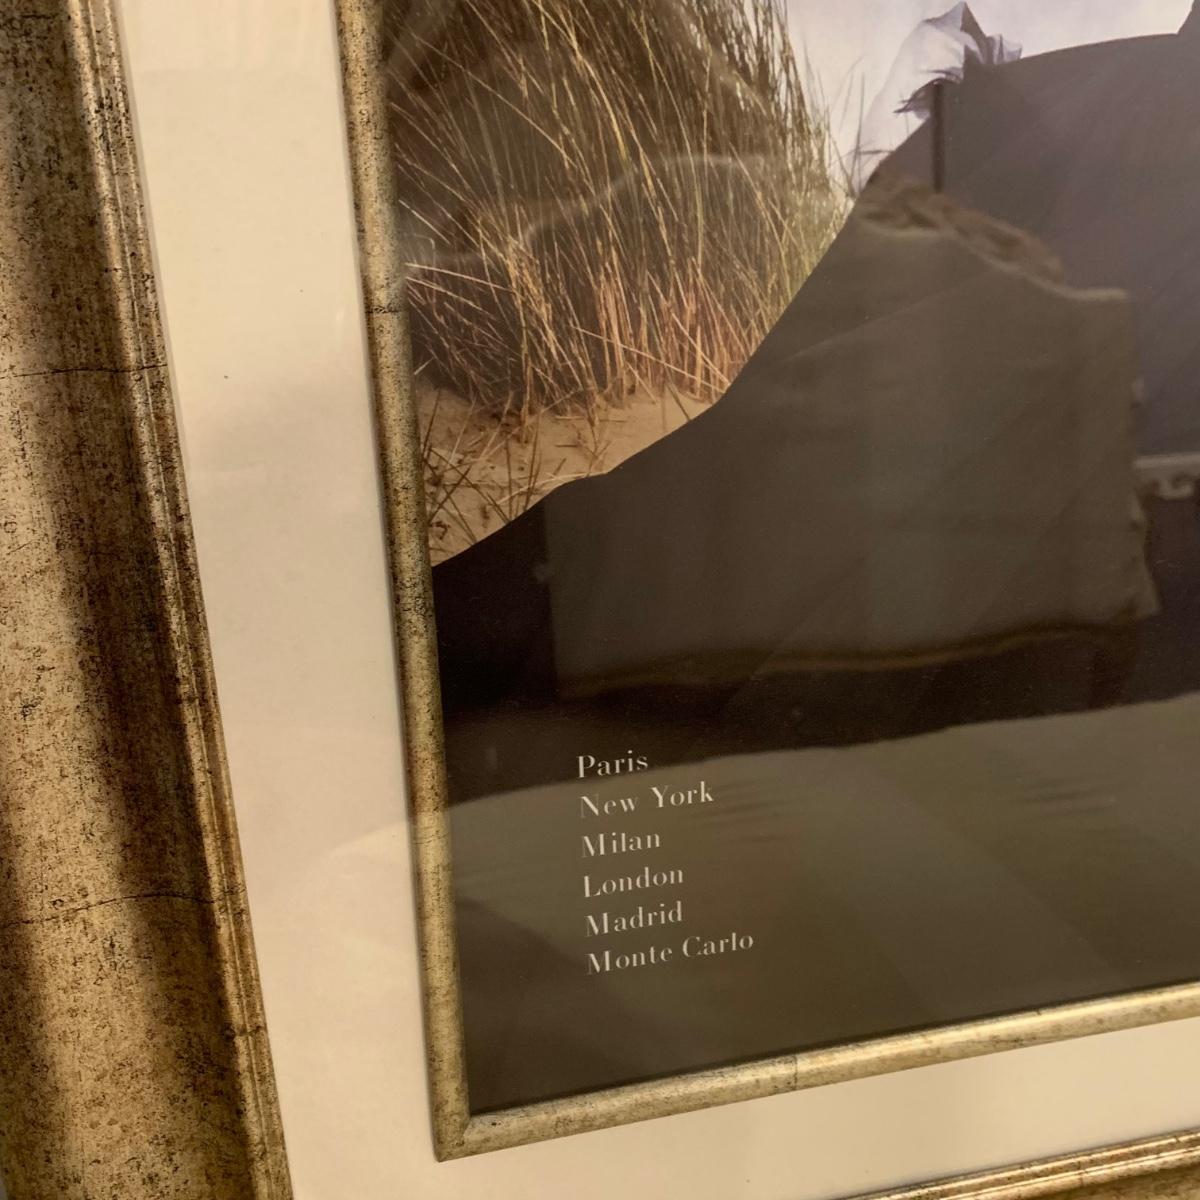 Paris
New York
Milan
London
Madrid
Monte Carlo